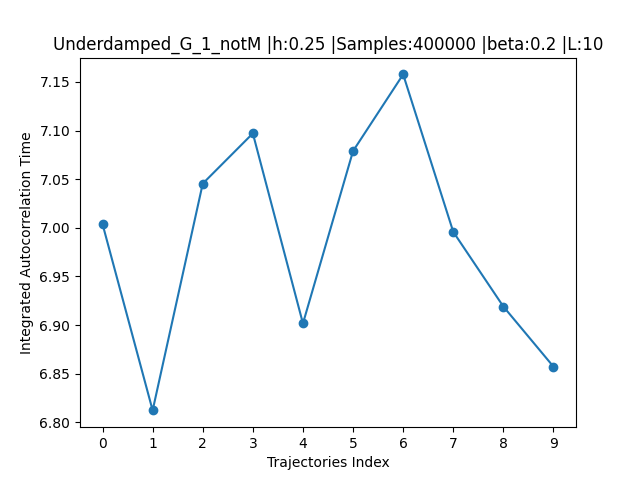 Underdamped_G_1_notM |h:0.25 |Samples:400000 |beta:0.2 |L:10
7.15
7.10
7.05
7.00
6.95
6.90
6.85
6.80
Integrated Autocorrelation Time
0 1 2 3 4 5 6 7 8 9
Trajectories Index